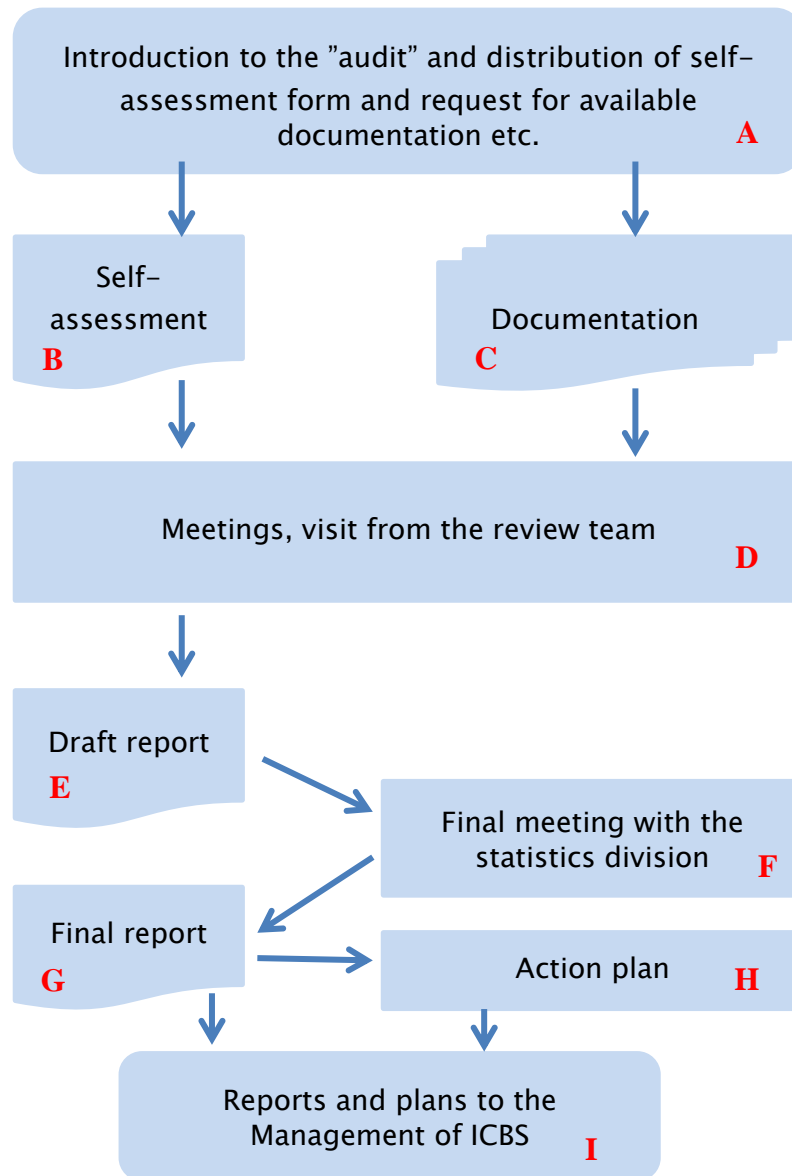 Introduction to the ”audit” and distribution of self–
assessment form and request for available
documentation etc.
A
Self–
assessment
B
Documentation
C
Meetings, visit from the review team
D
Draft report
E
Final meeting with the
statistics division
F
Final report
G
Action plan
H
Reports and plans to the
Management of ICBS
I